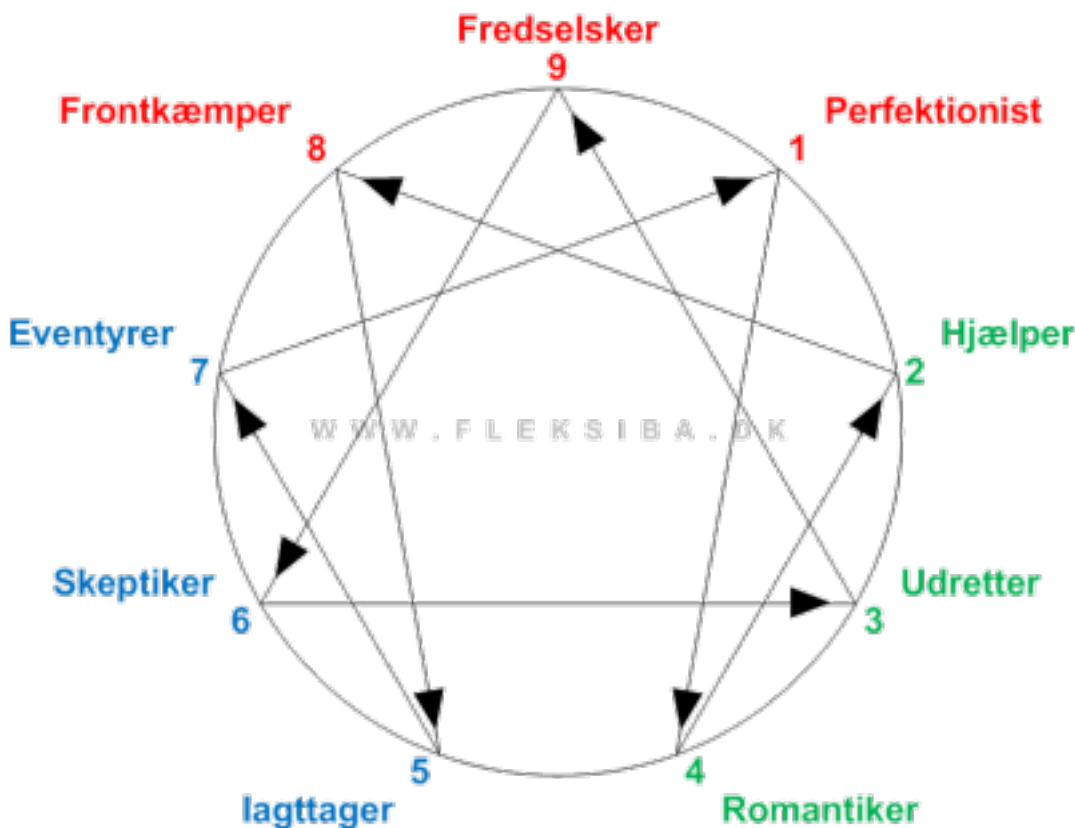 Fredselsker
9
Frontkæmper
8
Perfektionist
1
Eventyrer
7
Hjælper
2
WWW.FLEKSIBA.DK
Skeptiker
6
Udretter
3
5
Iagttager
4
Romantiker